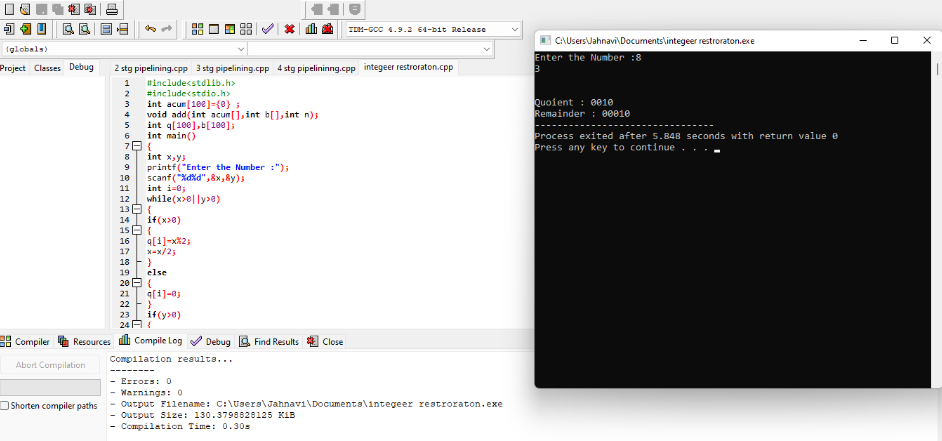 TDM-GCC 4.9.2 64-bit Release
(globals)
Project Classes Debug
2 stg pipelining.cpp 3 stg pipelining.cpp 4 stg pipelininng.cpp integeer restroraton.cpp
1 #include<stdlib.h>
2 #include<stdio.h>
3 int acum[100]={0} ;
4 void add(int acum[],int b[],int n);
5 int q[100],b[100];
6 int main()
7 {
8 int x,y;
9 printf("Enter the Number :");
10 scanf("%d%d",&x,&y);
11 int i=0;
12 while(x>0||y>0)
13 {
14 if(x>0)
15 {
16 q[i]=x%2;
17 x=x/2;
18 }
19 else
20 {
21 q[i]=0;
22 }
23 if(y>0)
24 {
C:\Users\Jahnavi\Documents\integeer restroraton.exe
Enter the Number :8
3
Quoient : 0010
Remainder : 00010
--------------------------------
Process exited after 5.848 seconds with return value 0
Press any key to continue . . .
Compiler Resources Compile Log Debug Find Results Close
Abort Compilation
Shorten compiler paths
Compilation results...
--------
- Errors: 0
- Warnings: 0
- Output Filename: C:\Users\Jahnavi\Documents\integeer restroraton.exe
- Output Size: 130.3798828125 KiB
- Compilation Time: 0.30s